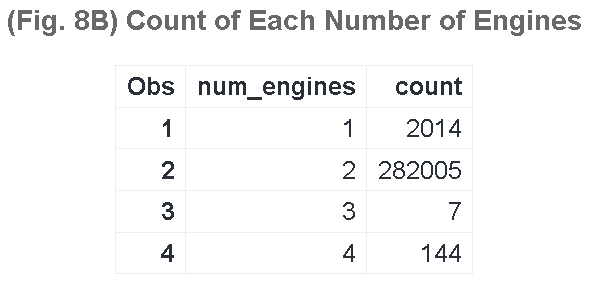 (Fig. 8B) Count of Each Number of Engines
Obs num_engines count
1 1 2014
2 2 282005
3 3 7
4 4 144